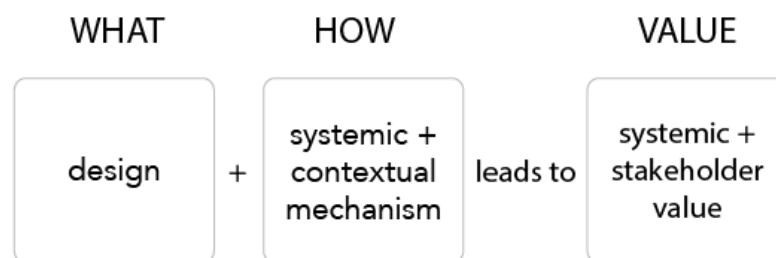 WHAT HOW VALUE
design
+
systemic +
contextual
mechanism
leads to
systemic +
stakeholder
value